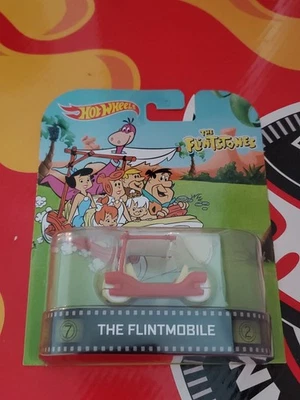 HOT WHEELS
THE
FLINTSTONES
7 THE FLINTMOBILE 2